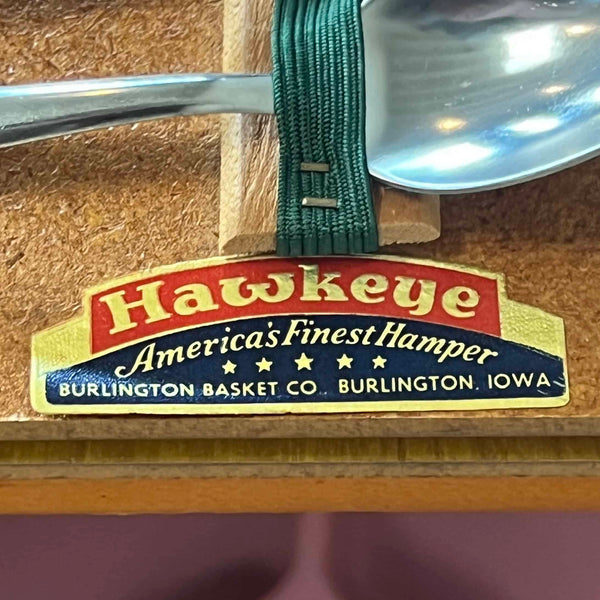 Hawkeye
America's Finest Hamper
BURLINGTON BASKET CO. BURLINGTON. IOWA